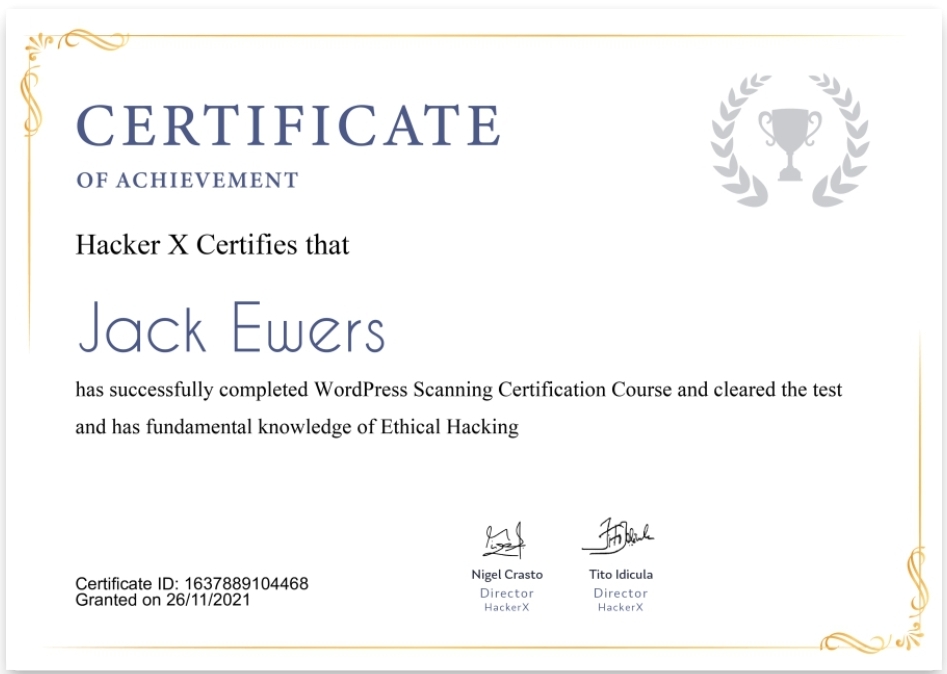 CERTIFICATE
OF ACHIEVEMENT
Hacker X Certifies that
Jack Ewers
has successfully completed WordPress Scanning Certification Course and cleared the test
and has fundamental knowledge of Ethical Hacking
Nigel Crasto
Director
HackerX
Tito Idicula
Director
HackerX
Certificate ID: 1637889104468
Granted on 26/11/2021